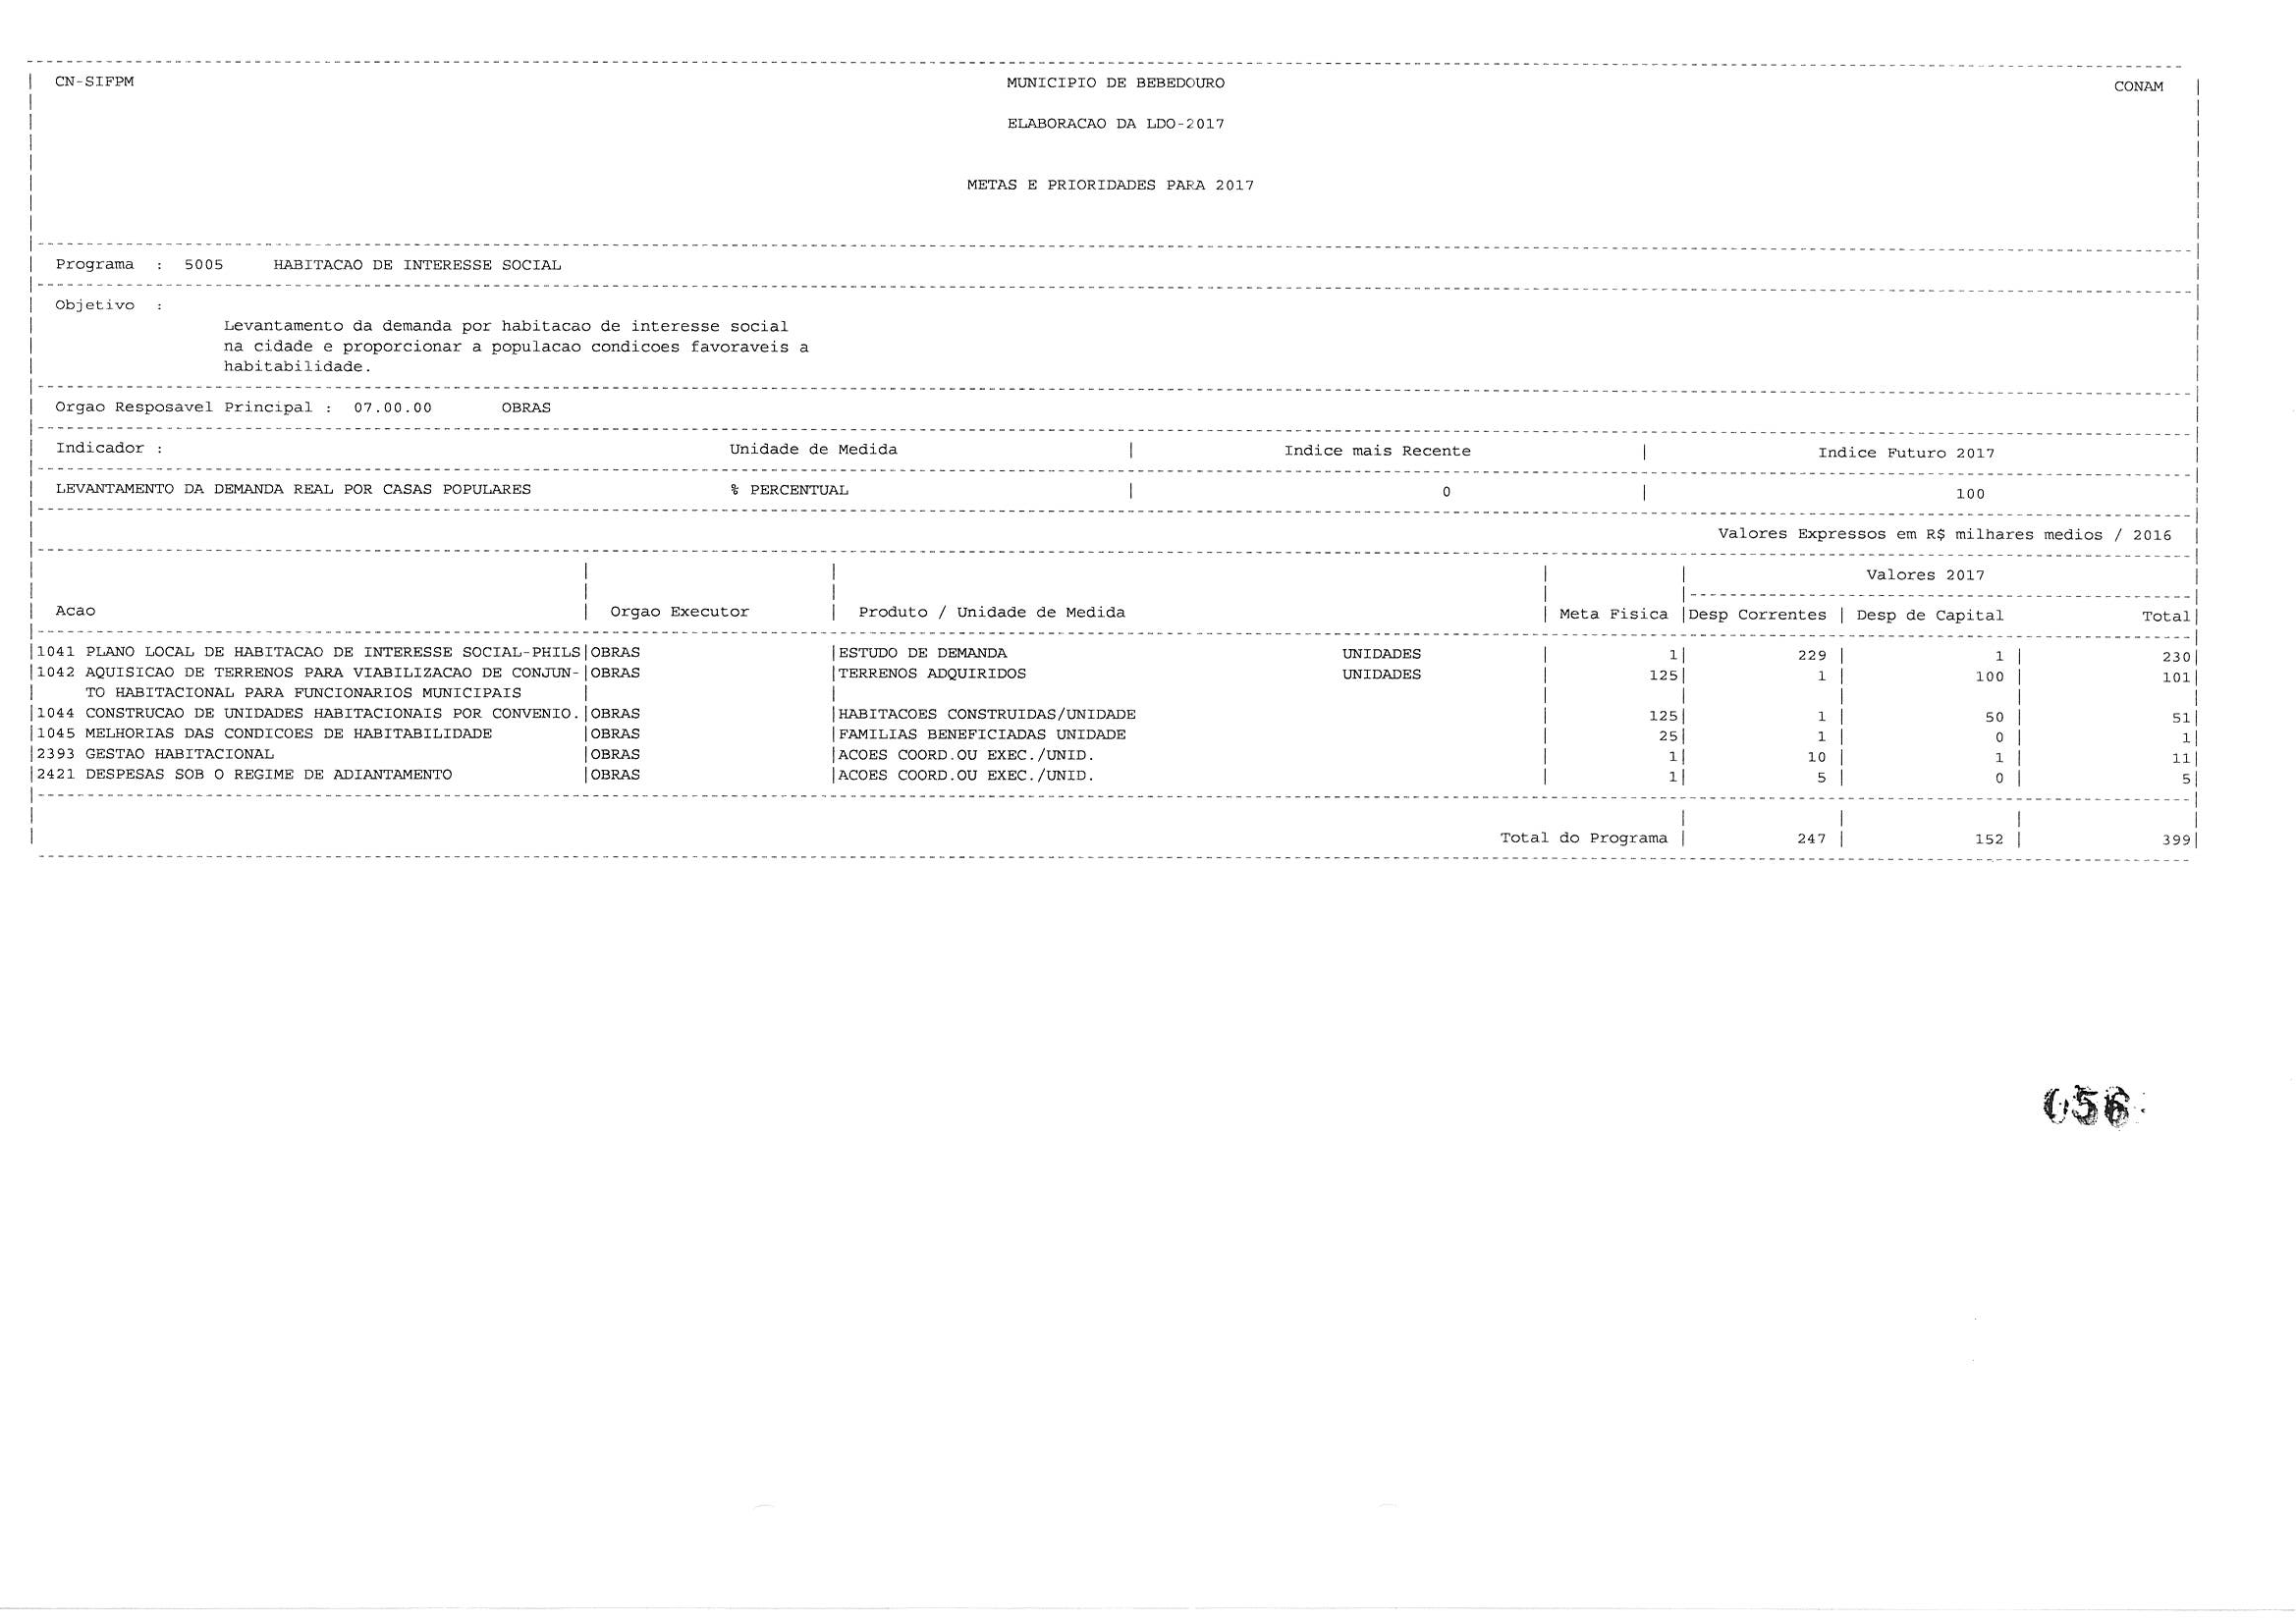 CN-SIFPM MUNICIPIO DE BEBEDOURO CONAM
ELABORACAO DA LDO-2017
METAS E PRIORIDADES PARA 2017
Programa : 5005 HABITACAO DE INTERESSE SOCIAL
Objetivo :
Levantamento da demanda por habitacao de interesse social
na cidade e proporcionar a populacao condicoes favoraveis a
habitabilidade.
Orgao Resposavel Principal : 07.00.00 OBRAS
Indicador : Unidade de Medida | Indice mais Recente | Indice Futuro 2017
LEVANTAMENTO DA DEMANDA REAL POR CASAS POPULARES % PERCENTUAL | 0 | 100
Valores Expressos em R$ milhares medios / 2016
Valores 2017
Acao | Orgao Executor | Produto / Unidade de Medida | Meta Fisica |Desp Correntes | Desp de Capital Total|
|1041 PLANO LOCAL DE HABITACAO DE INTERESSE SOCIAL-PHILS|OBRAS |ESTUDO DE DEMANDA UNIDADES | 1| 229 | 1 | 230|
|1042 AQUISICAO DE TERRENOS PARA VIABILIZACAO DE CONJUN-|OBRAS |TERRENOS ADQUIRIDOS UNIDADES | 125| 1 | 100 | 101|
TO HABITACIONAL PARA FUNCIONARIOS MUNICIPAIS
|1044 CONSTRUCAO DE UNIDADES HABITACIONAIS POR CONVENIO.|OBRAS |HABITACOES CONSTRUIDAS/UNIDADE | 125| 1 | 50 | 51|
|1045 MELHORIAS DAS CONDICOES DE HABITABILIDADE |OBRAS |FAMILIAS BENEFICIADAS UNIDADE | 25| 1 | 0 | 1|
|2393 GESTAO HABITACIONAL |OBRAS |ACOES COORD.OU EXEC./UNID. | 1| 10 | 1 | 11|
|2421 DESPESAS SOB O REGIME DE ADIANTAMENTO |OBRAS |ACOES COORD.OU EXEC./UNID. | 1| 5 | 0 | 5|
Total do Programa | 247 | 152 | 399|
056